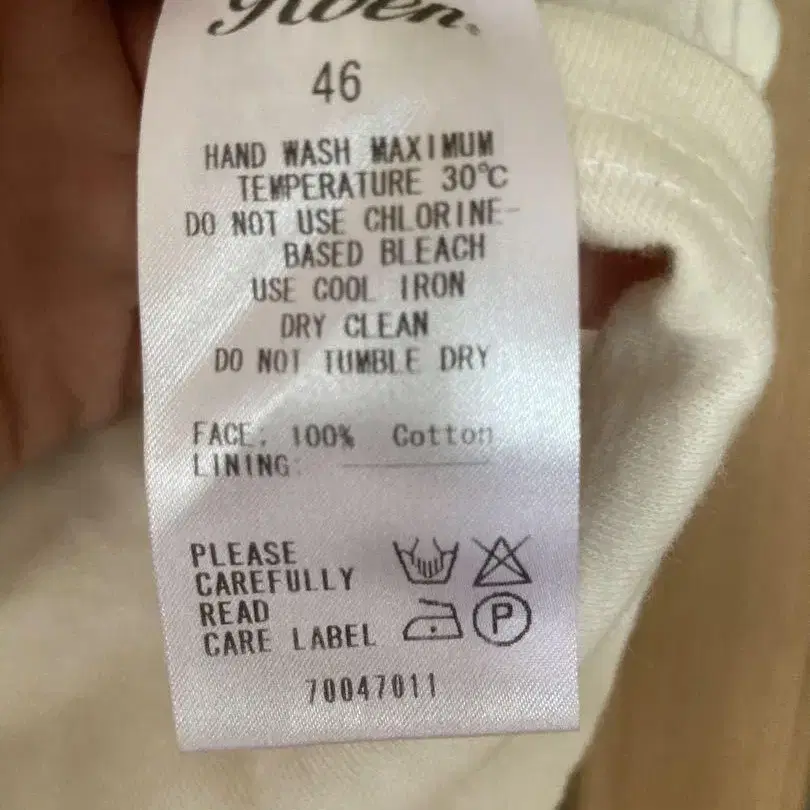 Roen.
46
HAND WASH MAXIMUM
TEMPERATURE 30℃
DO NOT USE CHLORINE-
BASED BLEACH
USE COOL IRON
DRY CLEAN
DO NOT TUMBLE DRY
FACE: 100% Cotton
LINING:
PLEASE
CAREFULLY
READ
CARE LABEL
P
70047011